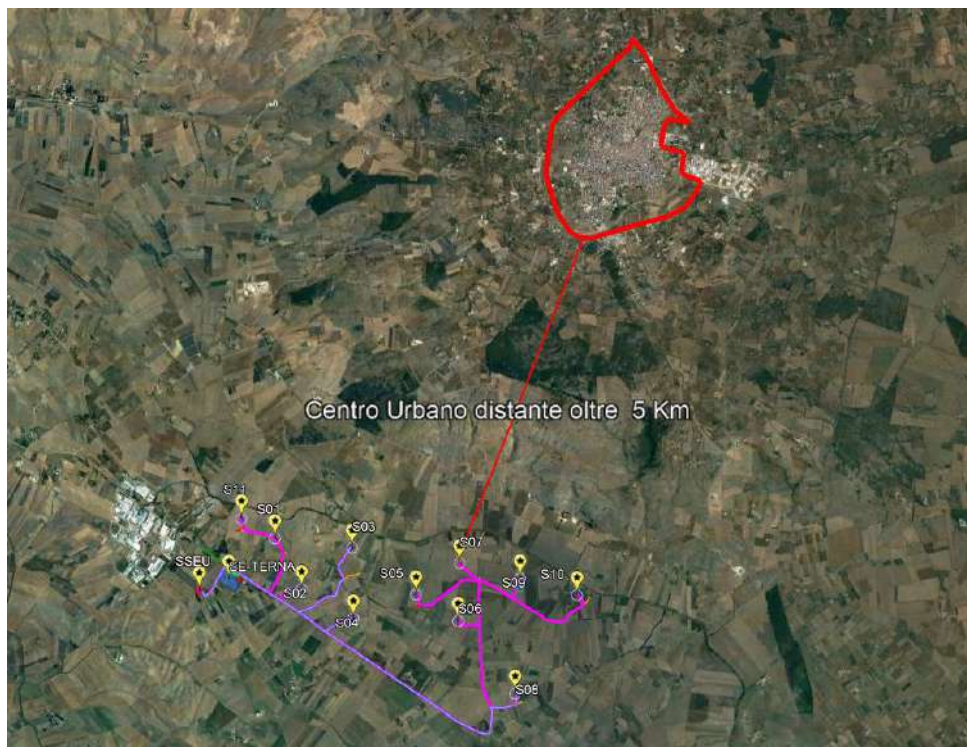 Centro Urbano distante oltre 5 Km
S11
S01
S03
S07
SSEU
SE TERNA
S02
S05
S09
S10
S04
S06
S08